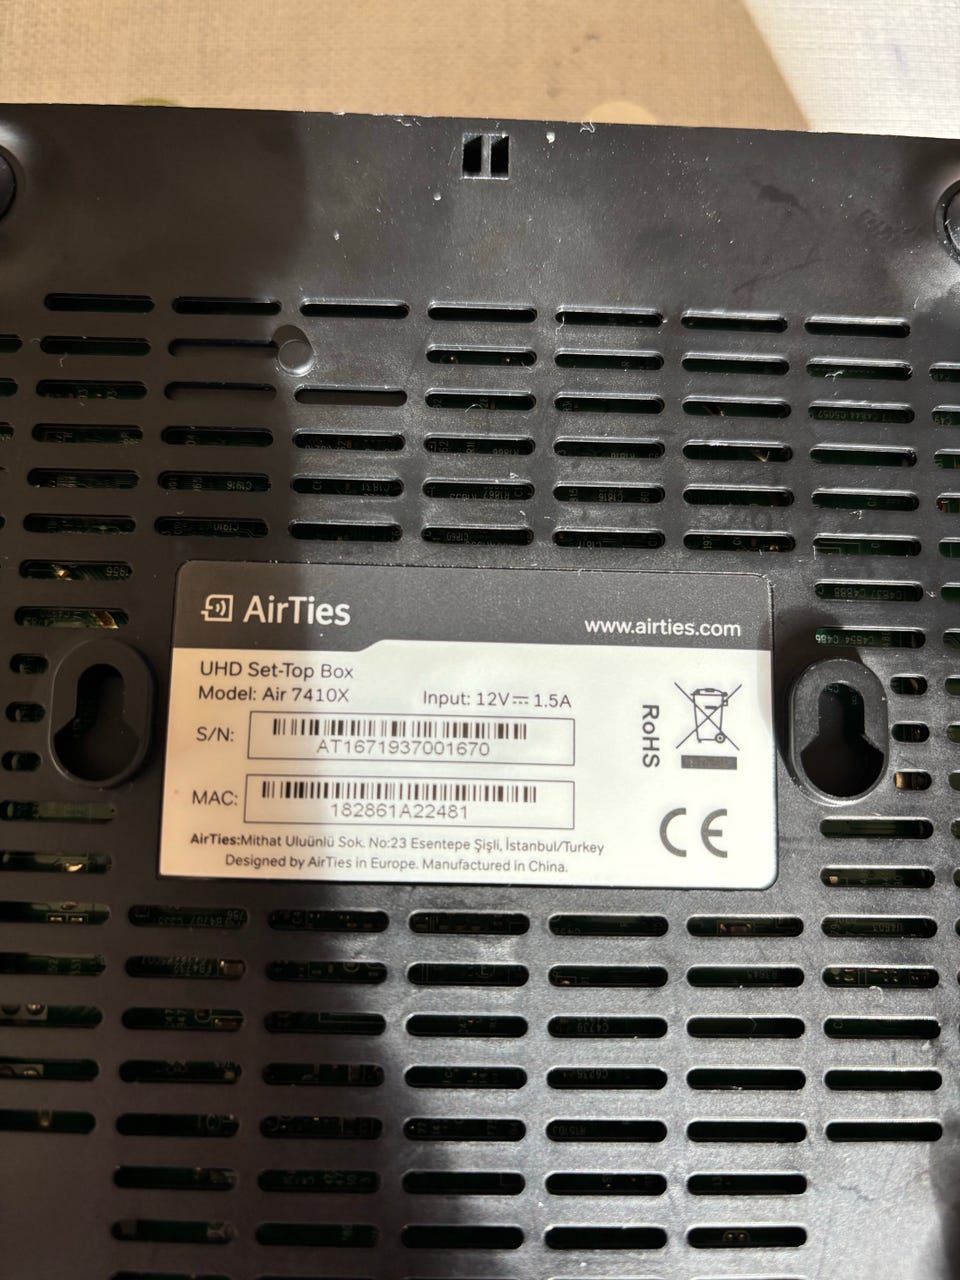 AirTies
www.airties.com
UHD Set-Top Box
Model: Air 7410X
Input: 12V⎓1.5A
S/N:
AT1671937001670
MAC:
182861A22481
RoHS
CE
AirTies:Mithat Uluünlü Sok. No:23 Esentepe Şişli, İstanbul/Turkey
Designed by AirTies in Europe. Manufactured in China.